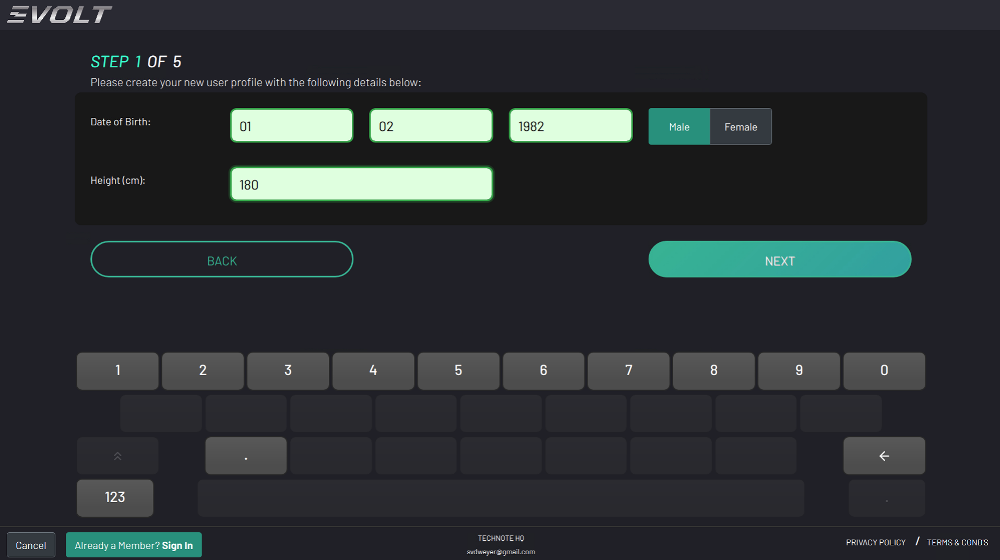 EVOLT
STEP 1 OF 5
Please create your new user profile with the following details below:
Date of Birth:
01
02
1982
Male
Female
Height (cm):
180
BACK
NEXT
1 2 3 4 5 6 7 8 9 0
.
123
.
Cancel
Already a Member? Sign In
TECHNOTE HQ
svdweyer@gmail.com
PRIVACY POLICY / TERMS & COND'S